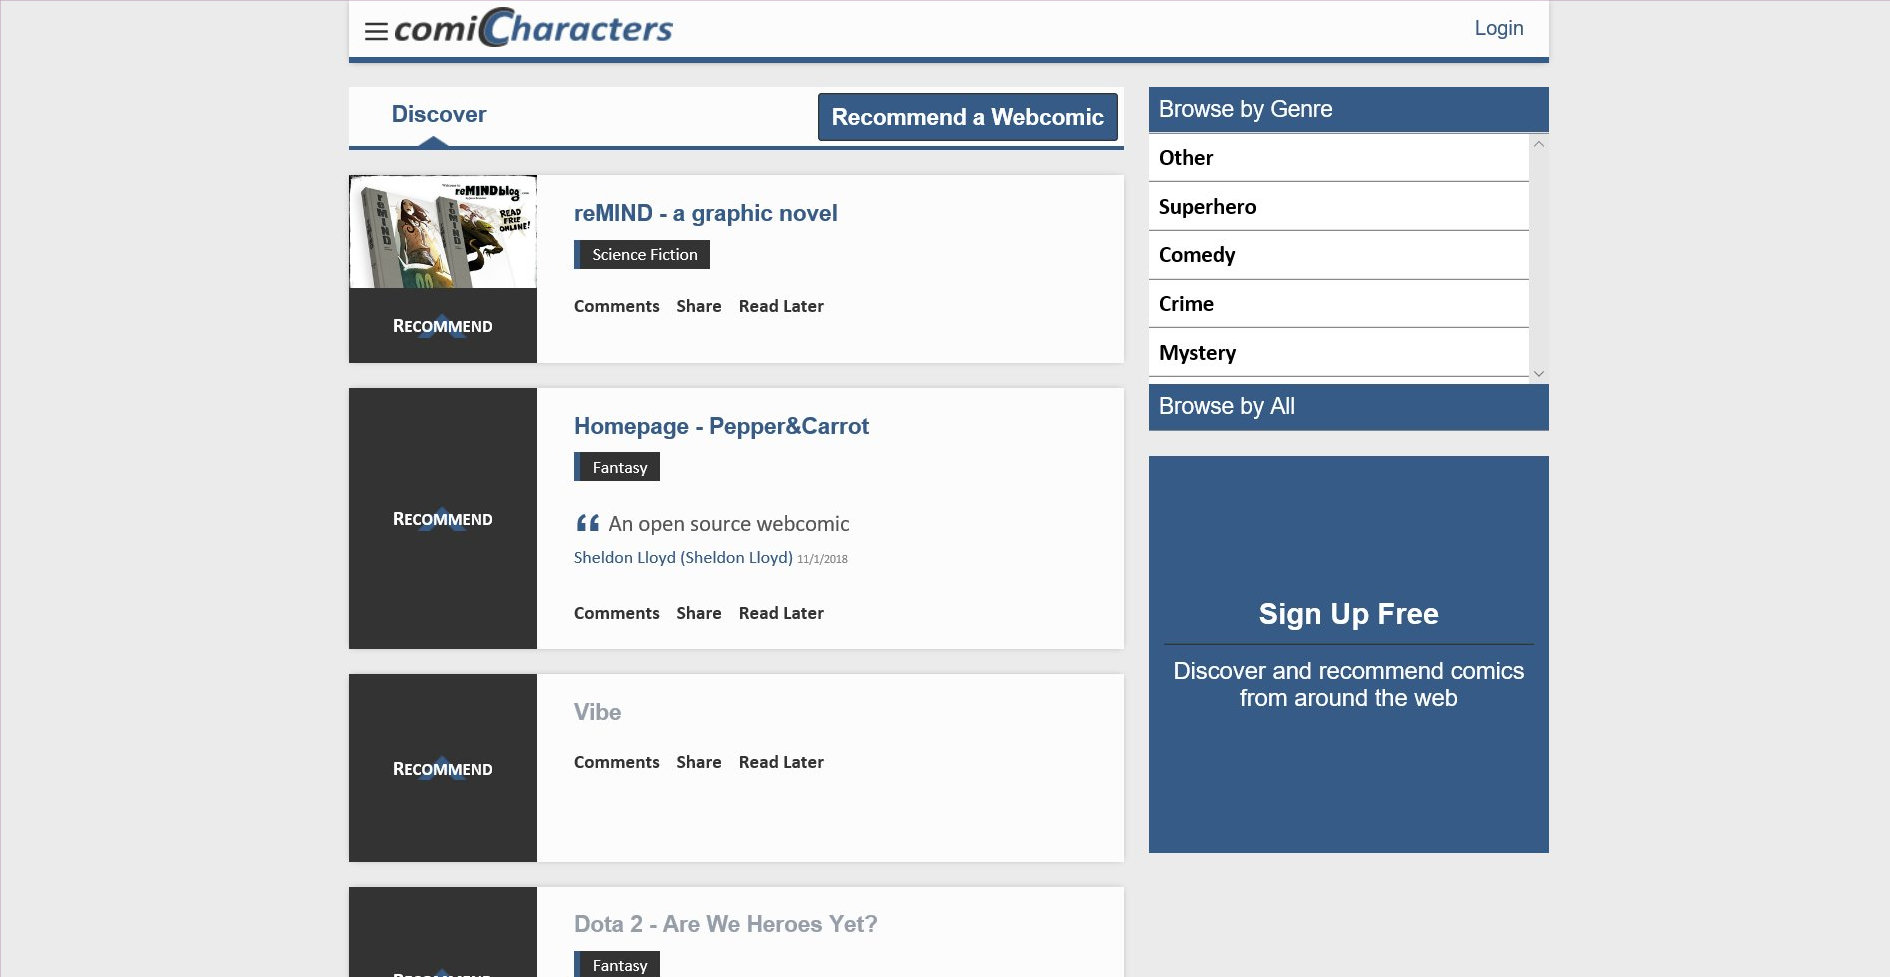 comiCharacters
Login
Discover
Recommend a Webcomic
reMINDblog
READ
FREE
ONLINE!
reMIND
reMIND
RECOMMEND
reMIND - a graphic novel
Science Fiction
Comments Share Read Later
RECOMMEND
Homepage - Pepper&Carrot
Fantasy
“ An open source webcomic
Sheldon Lloyd (Sheldon Lloyd) 11/1/2018
Comments Share Read Later
RECOMMEND
Vibe
Comments Share Read Later
RECOMMEND
Dota 2 - Are We Heroes Yet?
Fantasy
Browse by Genre
Other
Superhero
Comedy
Crime
Mystery
Browse by All
Sign Up Free
Discover and recommend comics
from around the web